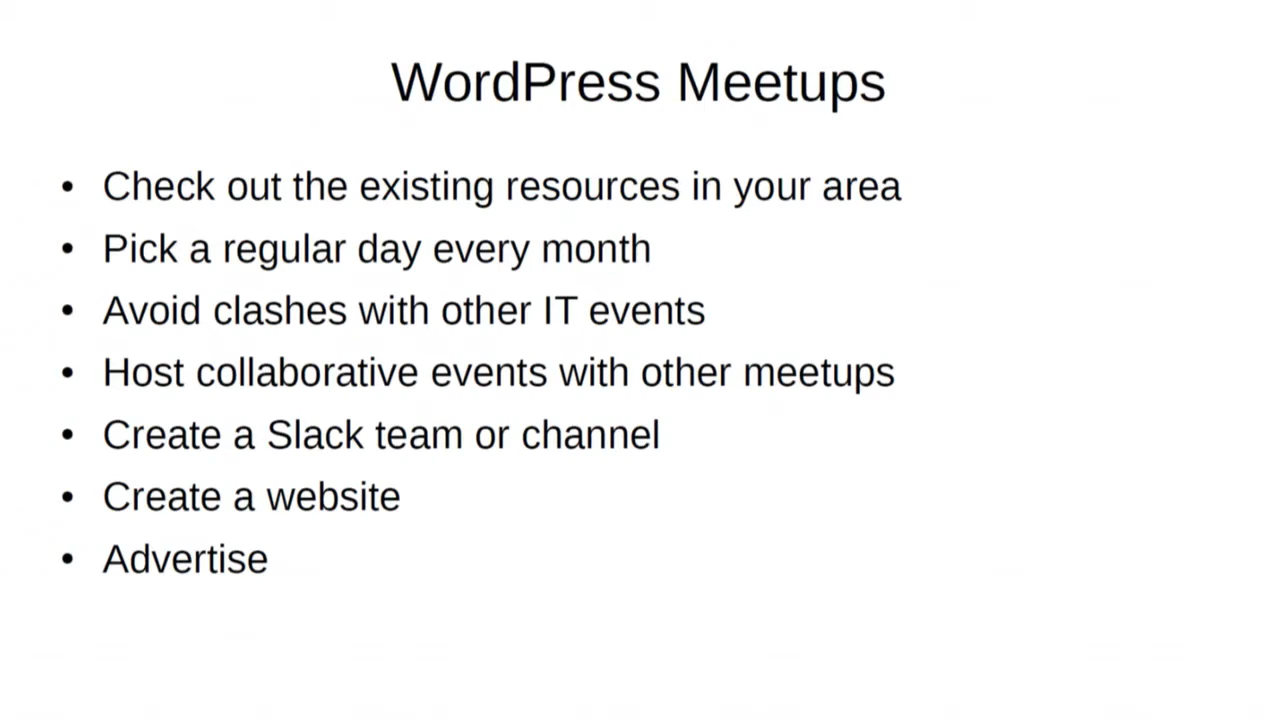 WordPress Meetups
• Check out the existing resources in your area
• Pick a regular day every month
• Avoid clashes with other IT events
• Host collaborative events with other meetups
• Create a Slack team or channel
• Create a website
• Advertise